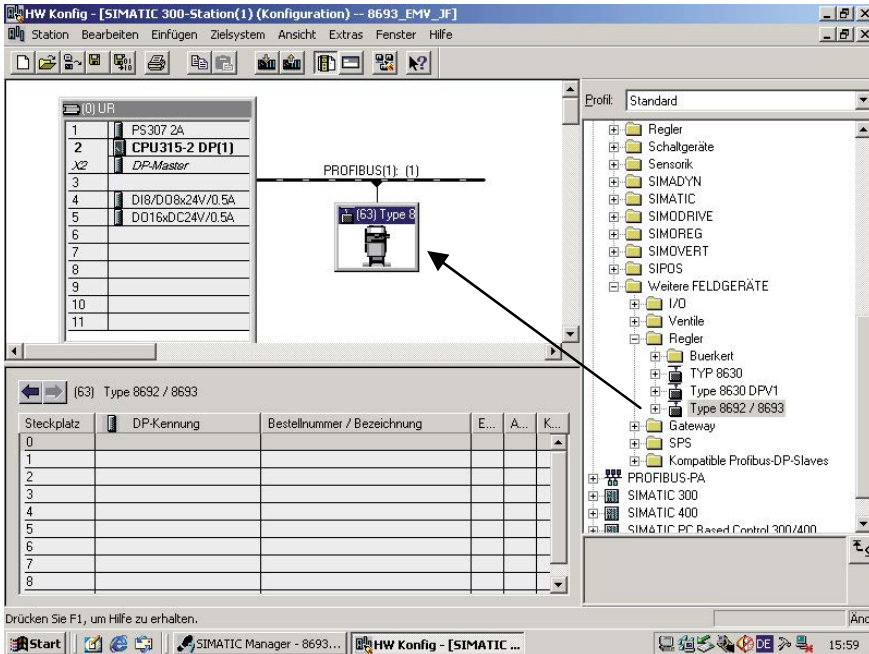 HW Konfig - [SIMATIC 300-Station(1) (Konfiguration) -- 8693_EMV_JF]
Station Bearbeiten Einfügen Zielsystem Ansicht Extras Fenster Hilfe
(0) UR
1 PS307 2A
2 CPU315-2 DP(1)
X2 DP-Master
3
4 DI8/DO8x24V/0.5A
5 DO16xDC24V/0.5A
6
7
8
9
10
11
PROFIBUS(1): (1)
(63) Type 8
Profil: Standard
Regler
Schaltgeräte
Sensorik
SIMADYN
SIMATIC
SIMODRIVE
SIMOREG
SIMOVERT
SIPOS
Weitere FELDGERÄTE
I/O
Ventile
Regler
Buerkert
TYP 8630
Type 8630 DPV1
Type 8692 / 8693
Gateway
SPS
Kompatible Profibus-DP-Slaves
PROFIBUS-PA
SIMATIC 300
SIMATIC 400
SIMATIC PC Based Control 300/400
(63) Type 8692 / 8693
Steckplatz DP-Kennung Bestellnummer / Bezeichnung E... A... K...
0
1
2
3
4
5
6
7
8
Drücken Sie F1, um Hilfe zu erhalten.
Änd
Start SIMATIC Manager - 8693... HW Konfig - [SIMATIC ... DE 15:59